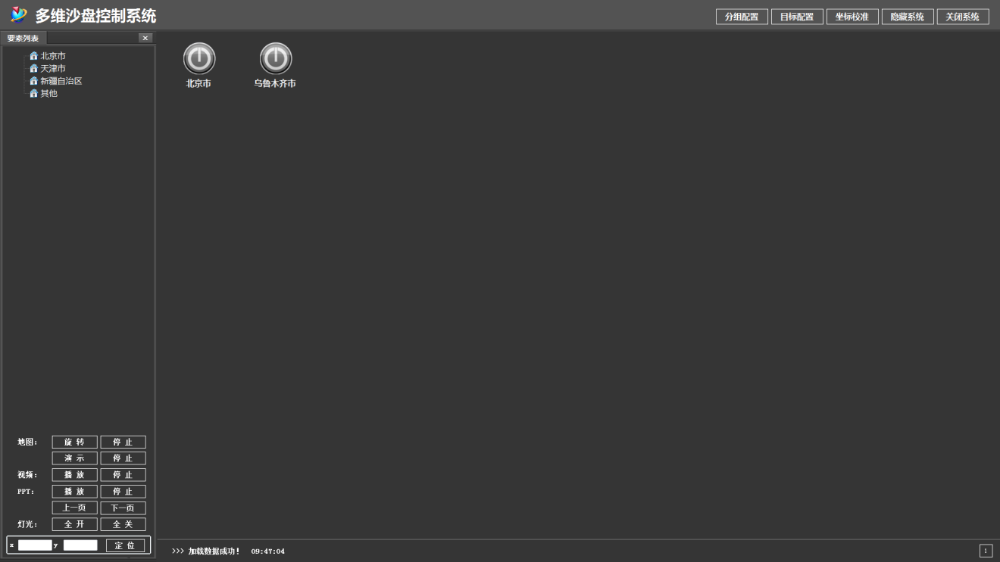 多维沙盘控制系统
分组配置 目标配置 坐标校准 隐藏系统 关闭系统
要素列表
北京市
天津市
新疆自治区
其他
北京市 乌鲁木齐市
地图： 旋 转 停 止
演 示 停 止
视频： 播 放 停 止
PPT： 播 放 停 止
上一页 下一页
灯光： 全 开 全 关
x y 定 位
>>> 加载数据成功！ 09:47:04
1